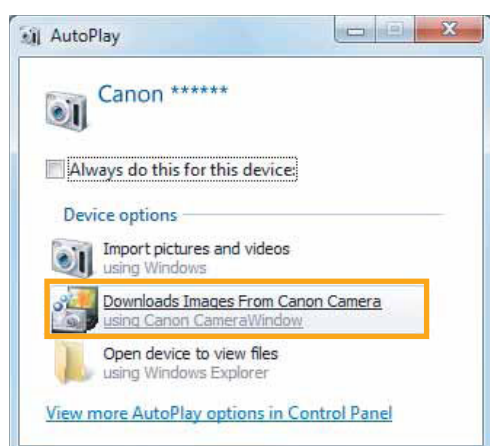 AutoPlay
Canon ******
Always do this for this device:
Device options
Import pictures and videos
using Windows
Downloads Images From Canon Camera
using Canon CameraWindow
Open device to view files
using Windows Explorer
View more AutoPlay options in Control Panel